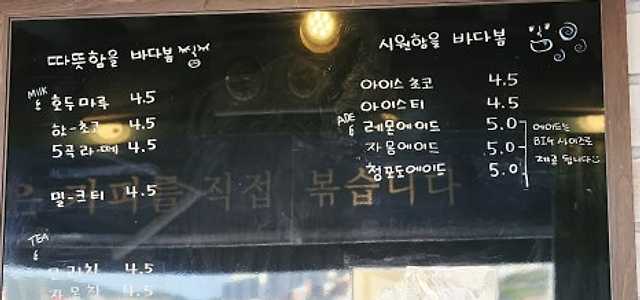 따뜻함을 바다봄
MIlK
&
호두마루 4.5
핫-초코 4.5
5곡라-떼 4.5
밀-크티 4.5
TEA
&
4.5
4.5
시원함을 바다봄
아이스초코 4.5
아이스티 4.5
ADE
&
레몬에이드 5.0
자몽에이드 5.0
청포도에이드 5.0
에이드는
BIG 사이즈로
제공 됩니다
커피를 직접 볶습니다